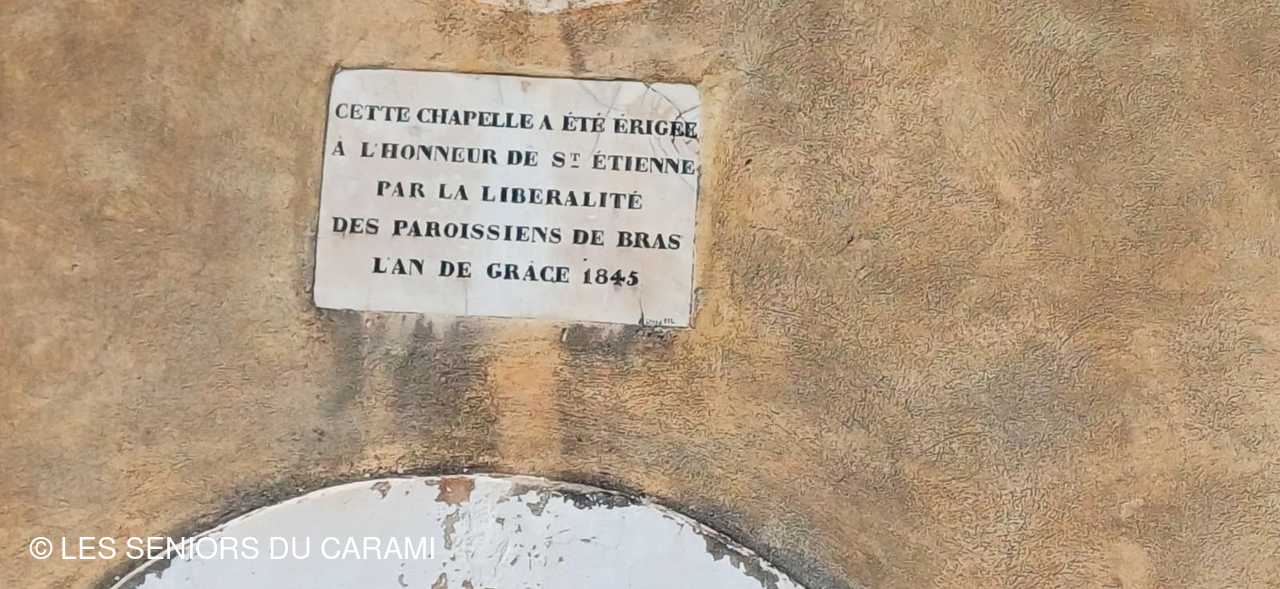 CETTE CHAPELLE A ÉTÉ ÉRIGÉE
À L'HONNEUR DE ST ÉTIENNE
PAR LA LIBERALITÉ
DES PAROISSIENS DE BRAS
L'AN DE GRÂCE 1845
© LES SENIORS DU CARAMI